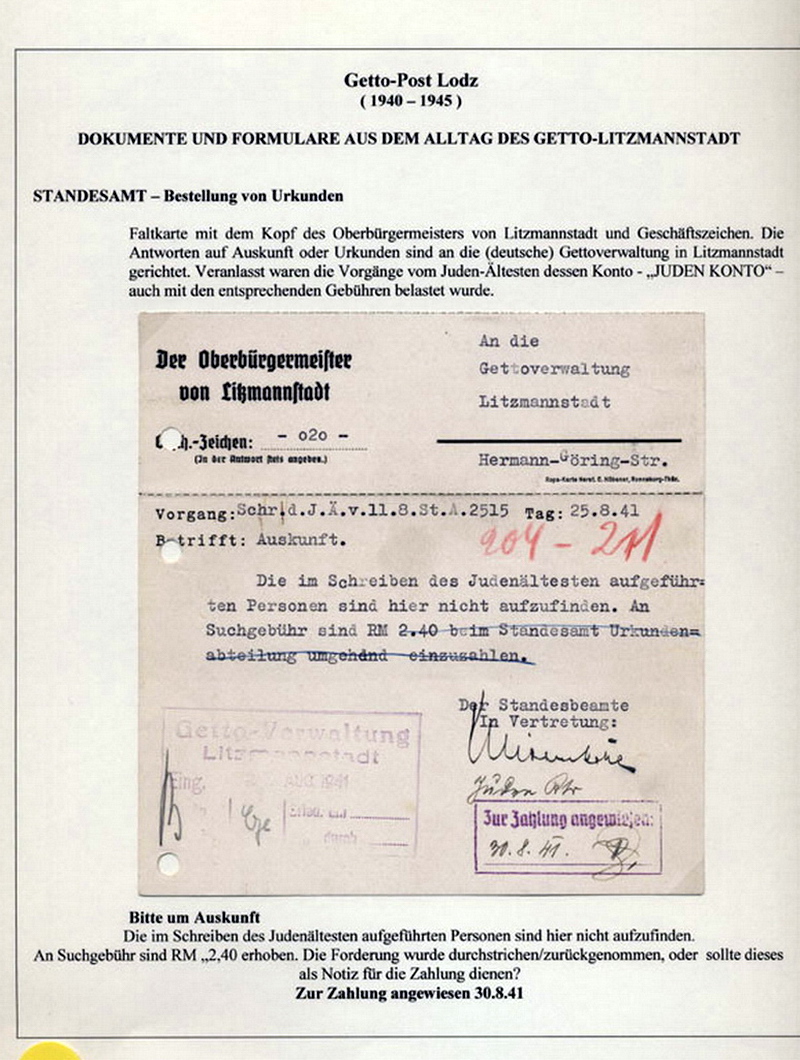 Getto-Post Lodz
( 1940 – 1945 )
DOKUMENTE UND FORMULARE AUS DEM ALLTAG DES GETTO-LITZMANNSTADT
STANDESAMT – Bestellung von Urkunden
Faltkarte mit dem Kopf des Oberbürgermeisters von Litzmannstadt und Geschäftszeichen. Die
Antworten auf Auskunft oder Urkunden sind an die (deutsche) Gettoverwaltung in Litzmannstadt
gerichtet. Veranlasst waren die Vorgänge vom Juden-Ältesten dessen Konto - „JUDEN KONTO“ –
auch mit den entsprechenden Gebühren belastet wurde.
Der Oberbürgermeister
von Litzmannstadt
-Zeichen: - o2o -
(In der Antwort stets angeben.)
An die
Gettoverwaltung
Litzmannstadt
Hermann-Göring-Str.
Vorgang: Schr.d.J.Ä.v.11.8.St.A.2515 Tag: 25.8.41
Betrifft: Auskunft.
204 - 211
Die im Schreiben des Judenältesten aufgeführ=
ten Personen sind hier nicht aufzufinden. An
Suchgebühr sind RM 2.40 beim Standesamt Urkunden=
abteilung umgehend einzuzahlen.
Der Standesbeamte
In Vertretung:
Getto-Verwaltung
Litzmannstadt
Eing. AUG. 1941
Erled. am
durch
Juden
Zur Zahlung angewiesen:
30.8.41.
Bitte um Auskunft
Die im Schreiben des Judenältesten aufgeführten Personen sind hier nicht aufzufinden.
An Suchgebühr sind RM „2,40 erhoben. Die Forderung wurde durchstrichen/zurückgenommen, oder sollte dieses
als Notiz für die Zahlung dienen?
Zur Zahlung angewiesen 30.8.41